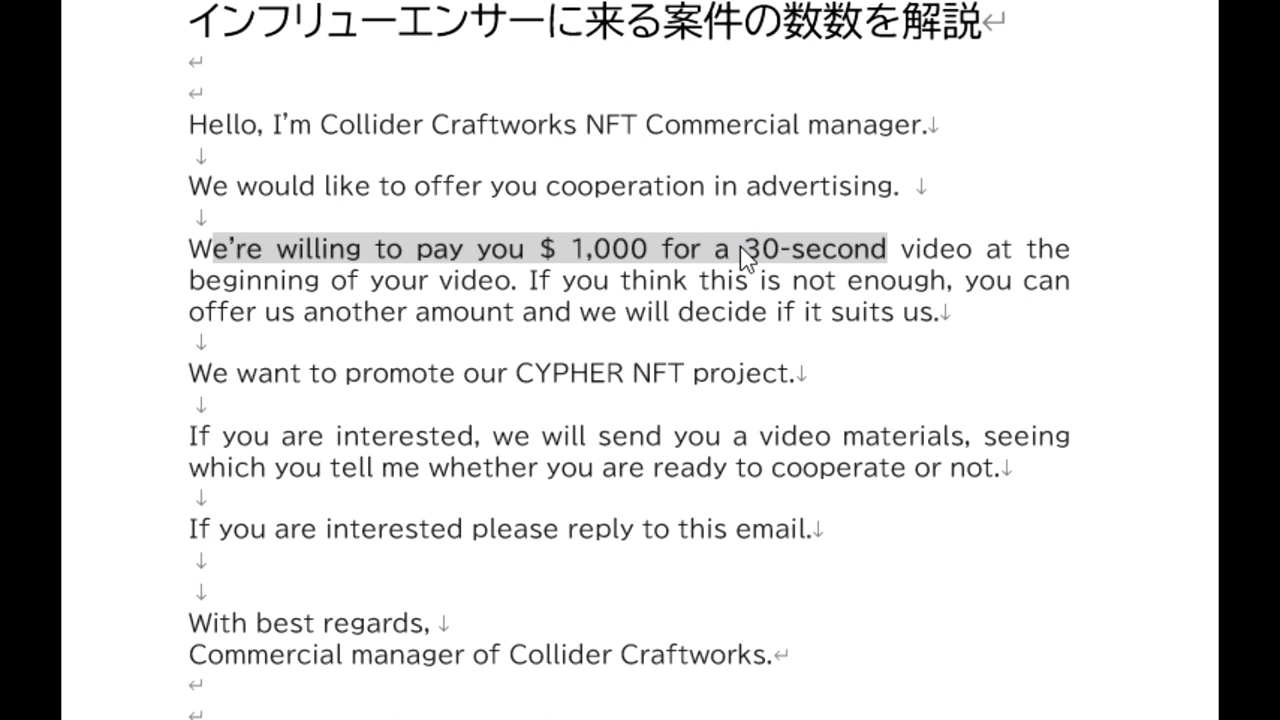 インフリューエンサーに来る案件の数数を解説
Hello, I’m Collider Craftworks NFT Commercial manager.
We would like to offer you cooperation in advertising.
We’re willing to pay you $ 1,000 for a 30-second video at the
beginning of your video. If you think this is not enough, you can
offer us another amount and we will decide if it suits us.
We want to promote our CYPHER NFT project.
If you are interested, we will send you a video materials, seeing
which you tell me whether you are ready to cooperate or not.
If you are interested please reply to this email.
With best regards,
Commercial manager of Collider Craftworks.